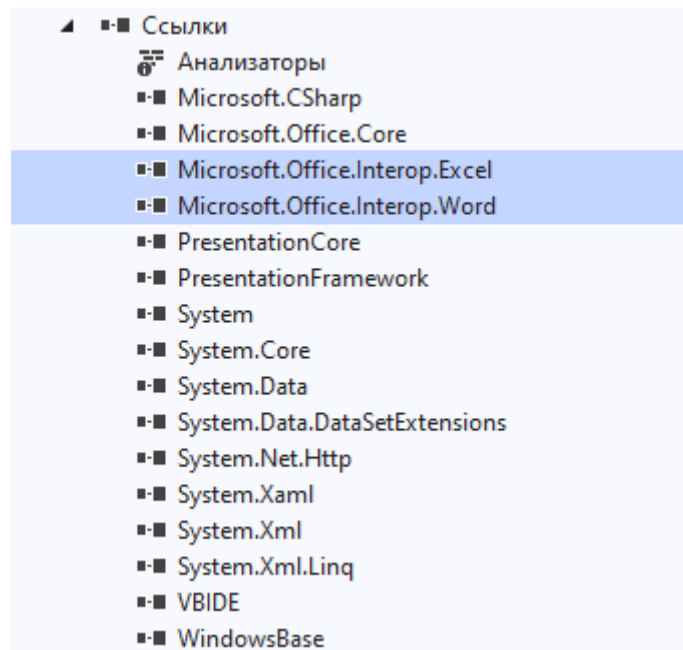 Ссылки
Анализаторы
Microsoft.CSharp
Microsoft.Office.Core
Microsoft.Office.Interop.Excel
Microsoft.Office.Interop.Word
PresentationCore
PresentationFramework
System
System.Core
System.Data
System.Data.DataSetExtensions
System.Net.Http
System.Xaml
System.Xml
System.Xml.Linq
VBIDE
WindowsBase